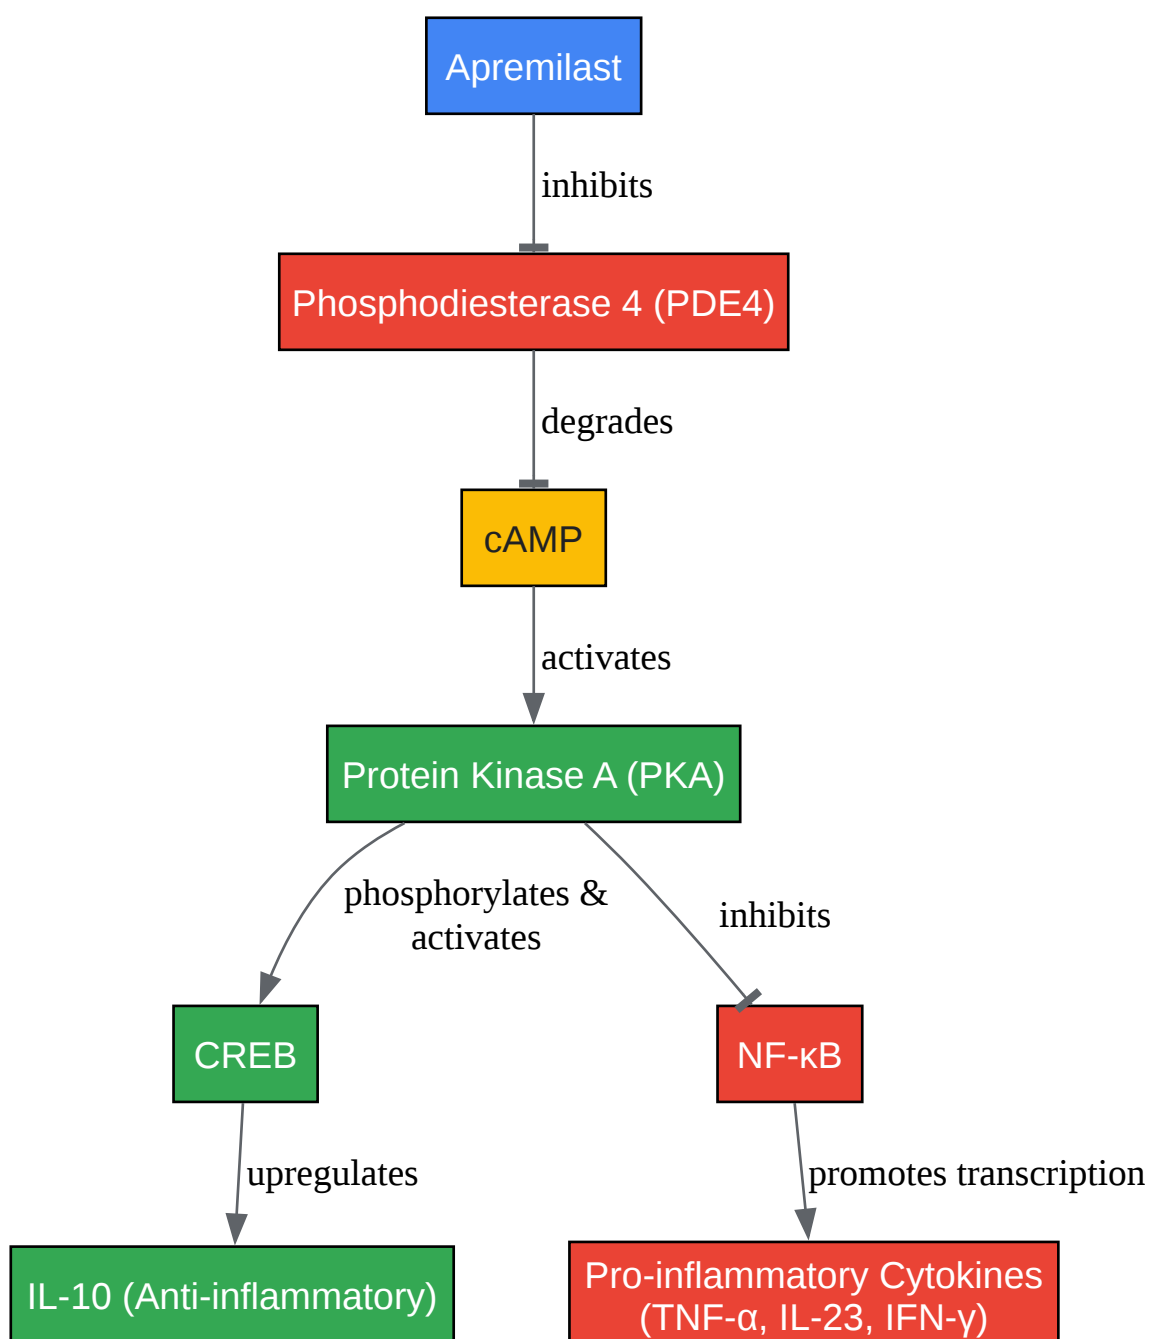 Apremilast
inhibits
Phosphodiesterase 4 (PDE4)
degrades
cAMP
activates
Protein Kinase A (PKA)
phosphorylates &
activates
inhibits
CREB
NF-κB
upregulates
promotes transcription
IL-10 (Anti-inflammatory)
Pro-inflammatory Cytokines
(TNF-α, IL-23, IFN-γ)